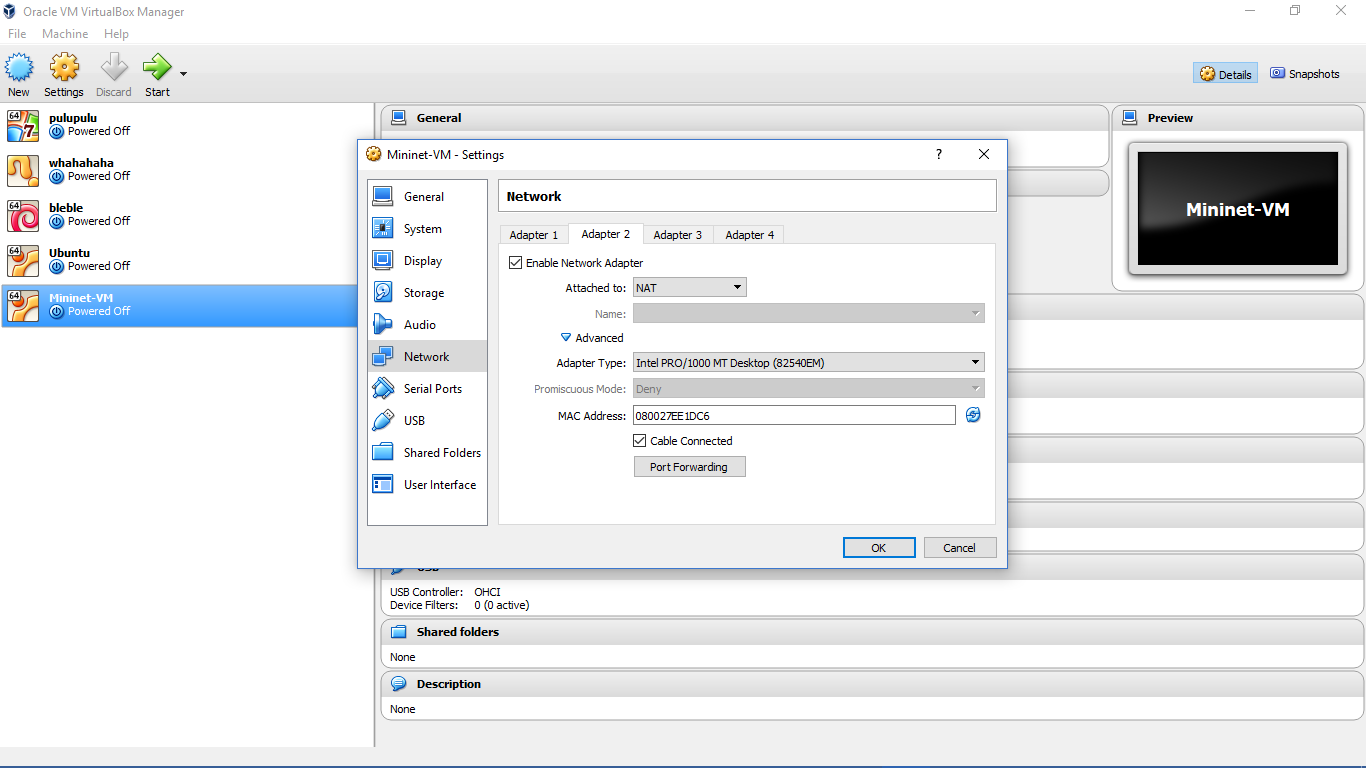 Oracle VM VirtualBox Manager
File Machine Help
New Settings Discard Start
Details Snapshots
64 pulupulu
Powered Off
whahahaha
Powered Off
64 bleble
Powered Off
64 Ubuntu
Powered Off
64 Mininet-VM
Powered Off
General
Preview
Mininet-VM
Mininet-VM - Settings
?
General
System
Display
Storage
Audio
Network
Serial Ports
USB
Shared Folders
User Interface
Network
Adapter 1 Adapter 2 Adapter 3 Adapter 4
Enable Network Adapter
Attached to: NAT
Name:
Advanced
Adapter Type: Intel PRO/1000 MT Desktop (82540EM)
Promiscuous Mode: Deny
MAC Address: 080027EE1DC6
Cable Connected
Port Forwarding
OK Cancel
USB
USB Controller: OHCI
Device Filters: 0 (0 active)
Shared folders
None
Description
None